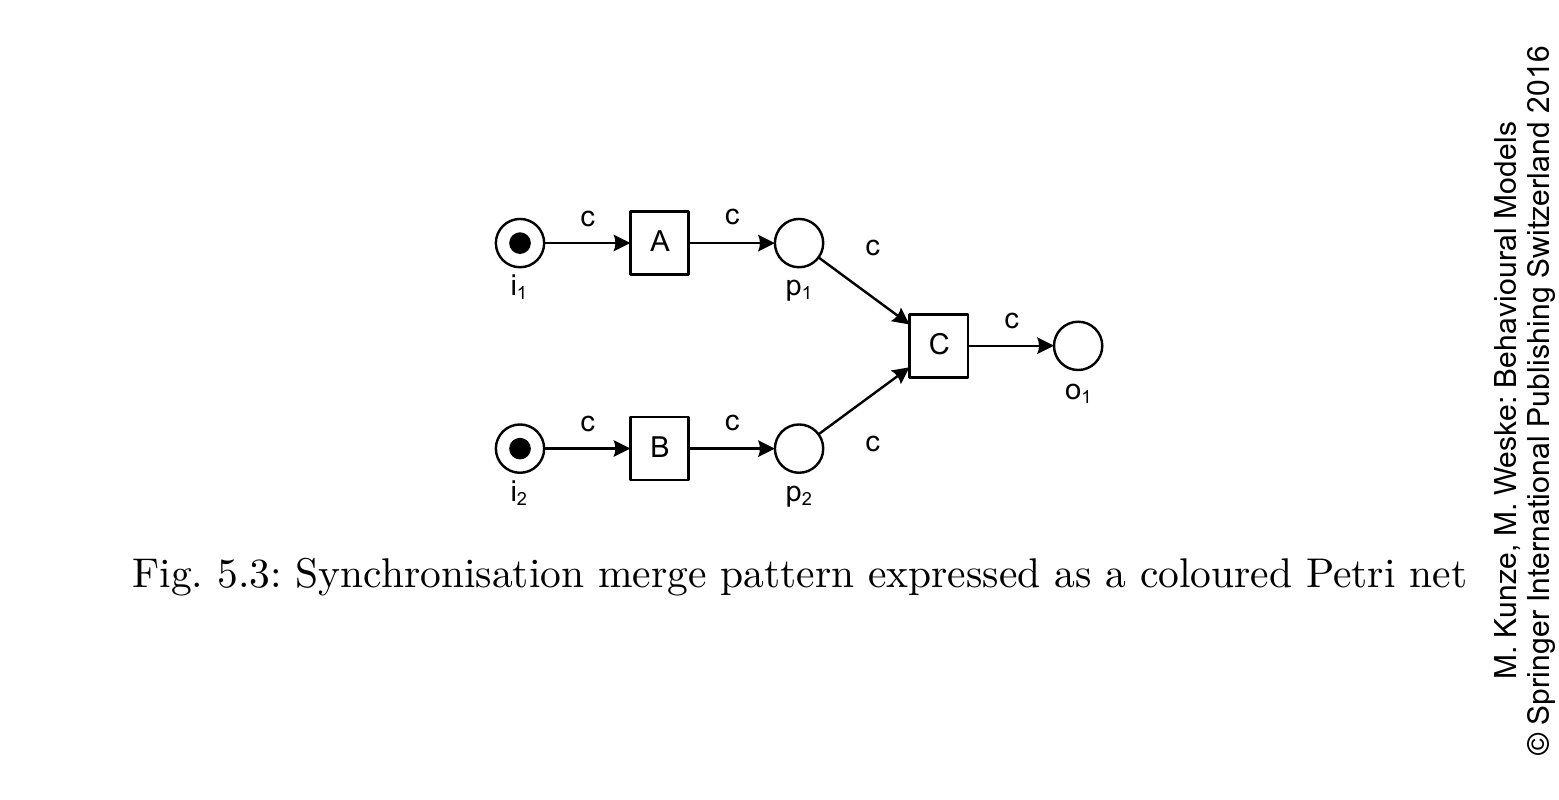 c
A
c
c
i1
p1
C
c
o1
c
B
c
c
i2
p2
Fig. 5.3: Synchronisation merge pattern expressed as a coloured Petri net
M. Kunze, M. Weske: Behavioural Models
© Springer International Publishing Switzerland 2016